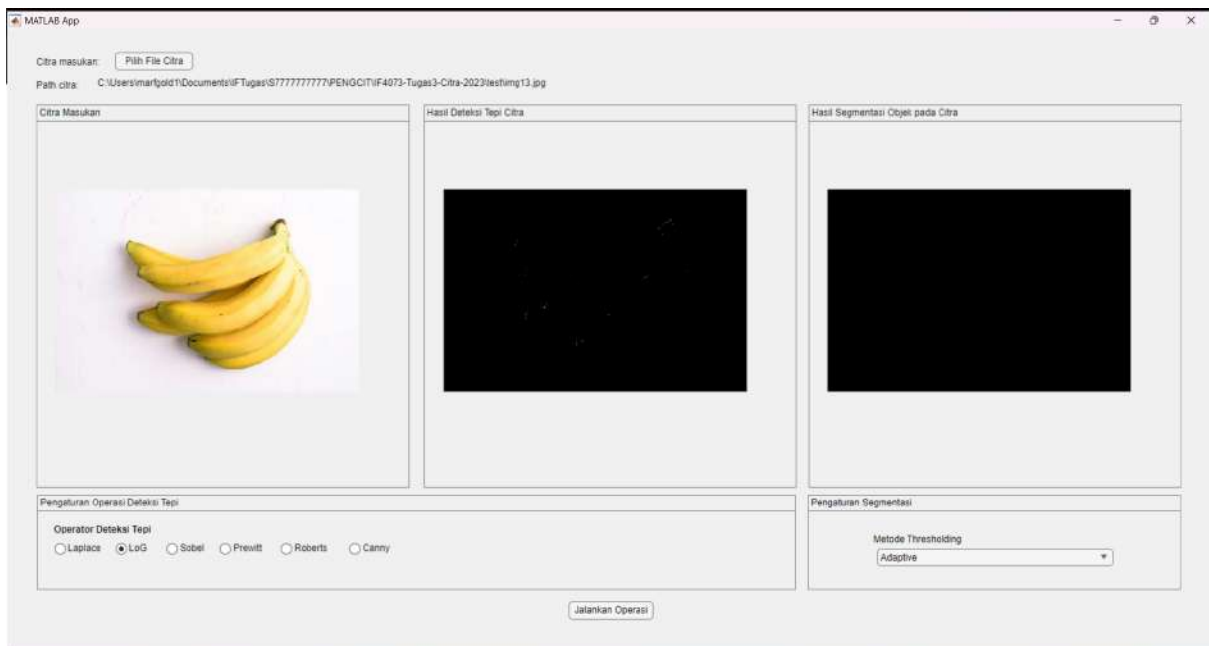 MATLAB App
Citra masukan: Pilih File Citra
Path citra: C:\Users\marfgold1\Documents\IFTugas\S7777777777\PENGCIT\IF4073-Tugas3-Citra-2023\test\img13.jpg
Citra Masukan
Hasil Deteksi Tepi Citra
Hasil Segmentasi Objek pada Citra
Pengaturan Operasi Deteksi Tepi
Operator Deteksi Tepi
Laplace LoG Sobel Prewitt Roberts Canny
Pengaturan Segmentasi
Metode Thresholding
Adaptive
Jalankan Operasi